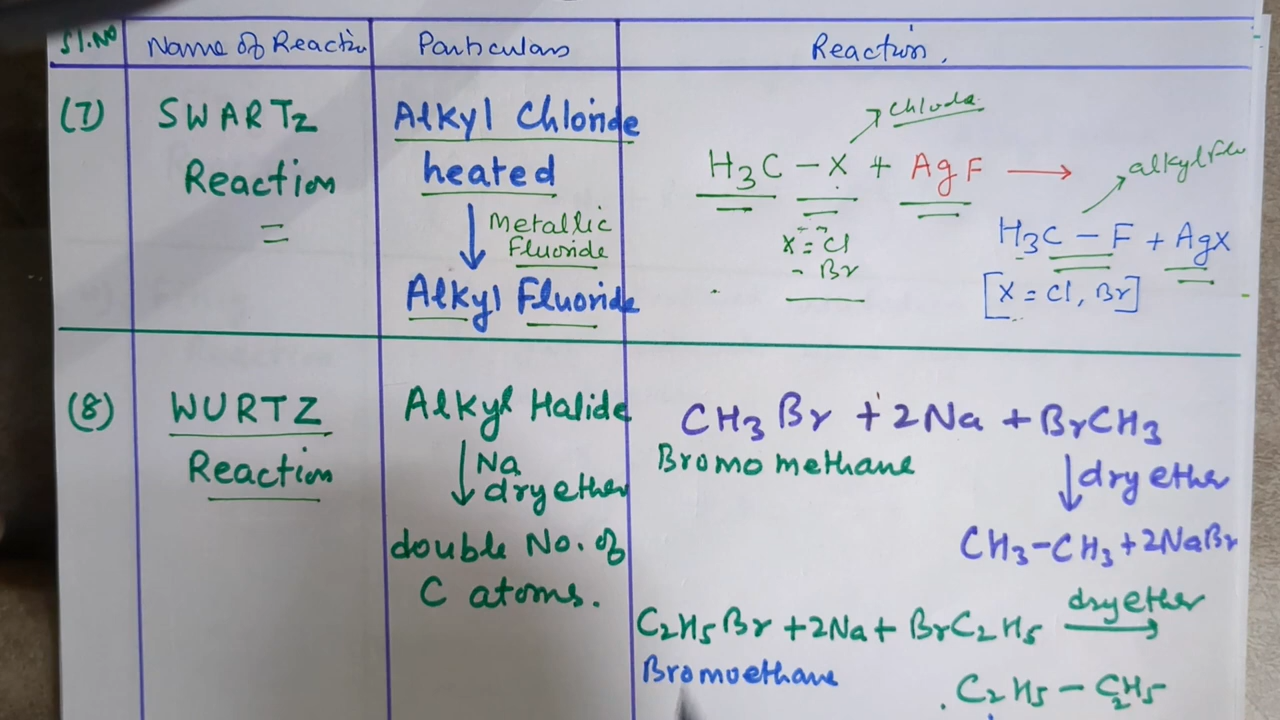 Sl.No Name of Reactio Particulars Reaction.
(7) SWARTZ Reaction =
Alkyl Chloride
heated
↓ Metallic Fluoride
Alkyl Fluoride
H3C – X + AgF →
chloride
X = Cl
- Br
alkylflu
H3C – F + AgX
[X = Cl, Br]
(8) WURTZ
Reaction
Alkyl Halide
↓ Na
dry ether
double No. of
C atoms.
CH3Br + 2Na + BrCH3
Bromomethane
↓ dry ether
CH3-CH3 + 2NaBr
C2H5Br + 2Na + BrC2H5 dry ether →
Bromoethane
C2H5 – C2H5